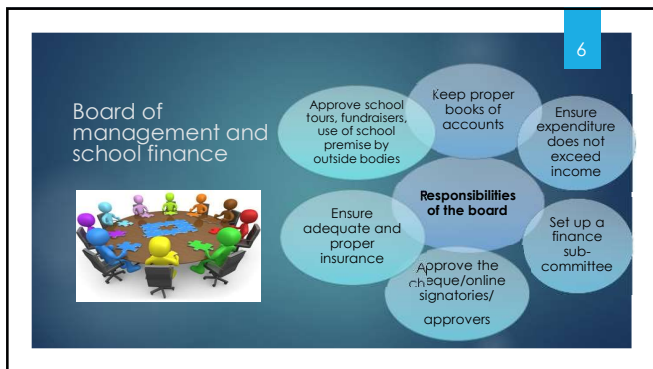 6
Board of
management and
school finance
Approve school
tours, fundraisers,
use of school
premise by
outside bodies
Keep proper
books of
accounts
Ensure
expenditure
does not
exceed
income
Responsibilities
of the board
Ensure
adequate and
proper
insurance
Set up a
finance
sub-
committee
Approve the
cheque/online
signatories/
approvers